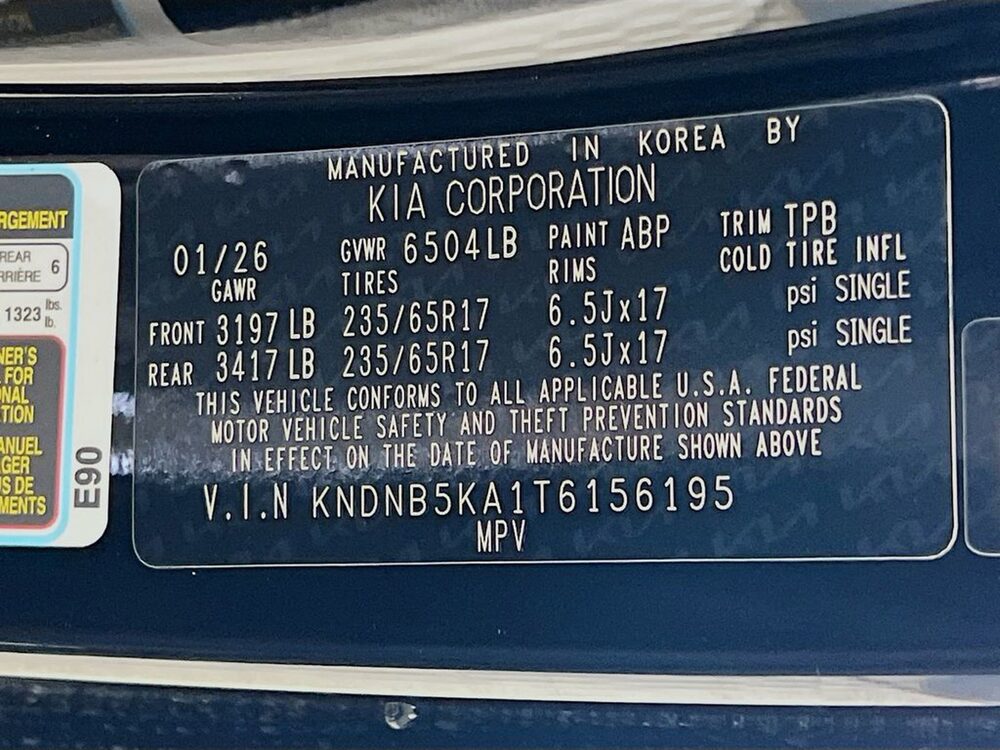 RGEMENT
REAR
RRIÈRE 6
1323 lbs.
lb.
NER'S
FOR
NAL
TION
ANUEL
GER
S DE
MENTS
E90
MANUFACTURED IN KOREA BY
KIA CORPORATION
01/26 GVWR 6504LB PAINT ABP TRIM TPB
GAWR TIRES RIMS COLD TIRE INFL
FRONT 3197 LB 235/65R17 6.5Jx17 psi SINGLE
REAR 3417 LB 235/65R17 6.5Jx17 psi SINGLE
THIS VEHICLE CONFORMS TO ALL APPLICABLE U.S.A. FEDERAL
MOTOR VEHICLE SAFETY AND THEFT PREVENTION STANDARDS
IN EFFECT ON THE DATE OF MANUFACTURE SHOWN ABOVE
V.I.N KNDNB5KA1T6156195
MPV